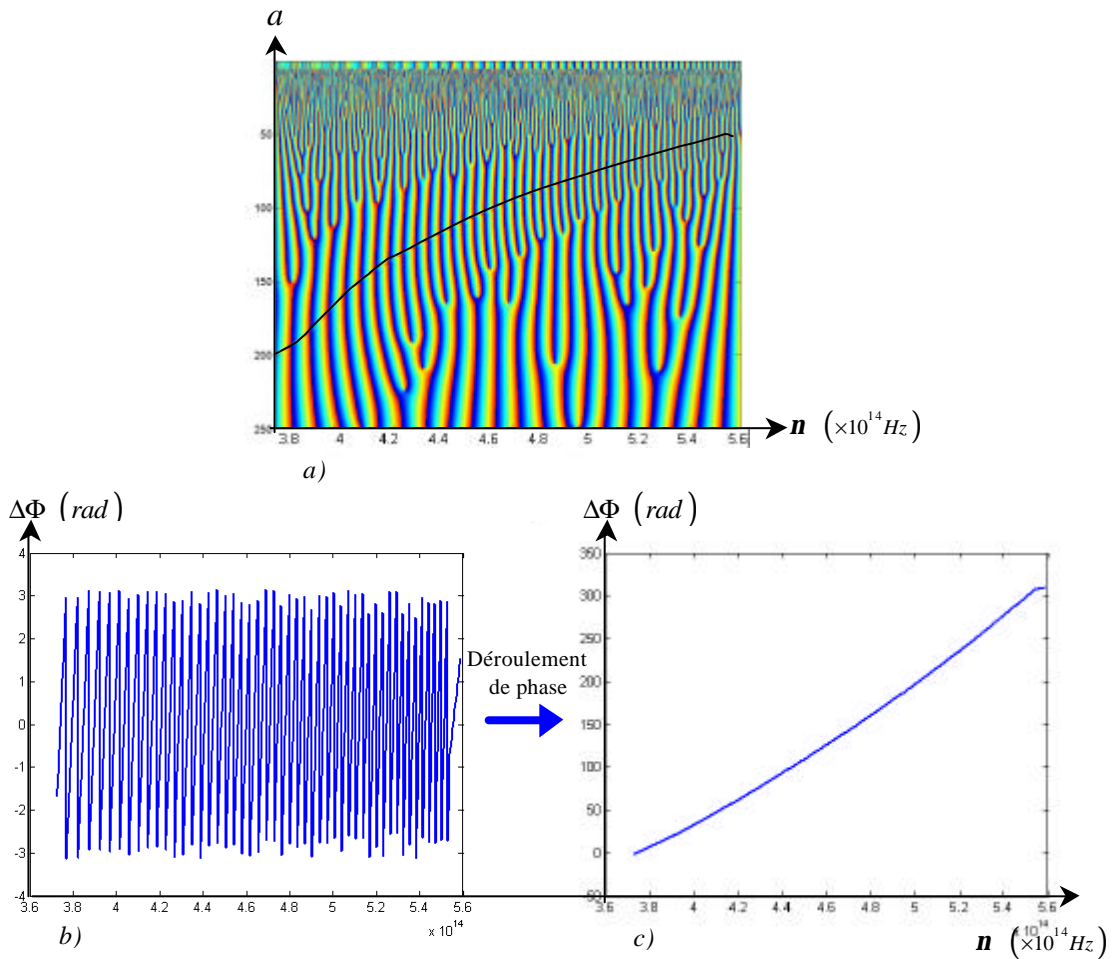 a
50
100
150
200
250
3.8 4 4.2 4.4 4.6 4.8 5 5.2 5.4 5.6
n (×10^14 Hz)
a)
ΔΦ (rad)
4
3
2
1
0
-1
-2
-3
-4
3.6 3.8 4 4.2 4.4 4.6 4.8 5 5.2 5.4 5.6
x 10^14
b)
Déroulement
de phase
ΔΦ (rad)
350
300
250
200
150
100
50
0
50
3.6 3.8 4 4.2 4.4 4.6 4.8 5 5.2 5.4 5.6
x 10^14
c)
n (×10^14 Hz)